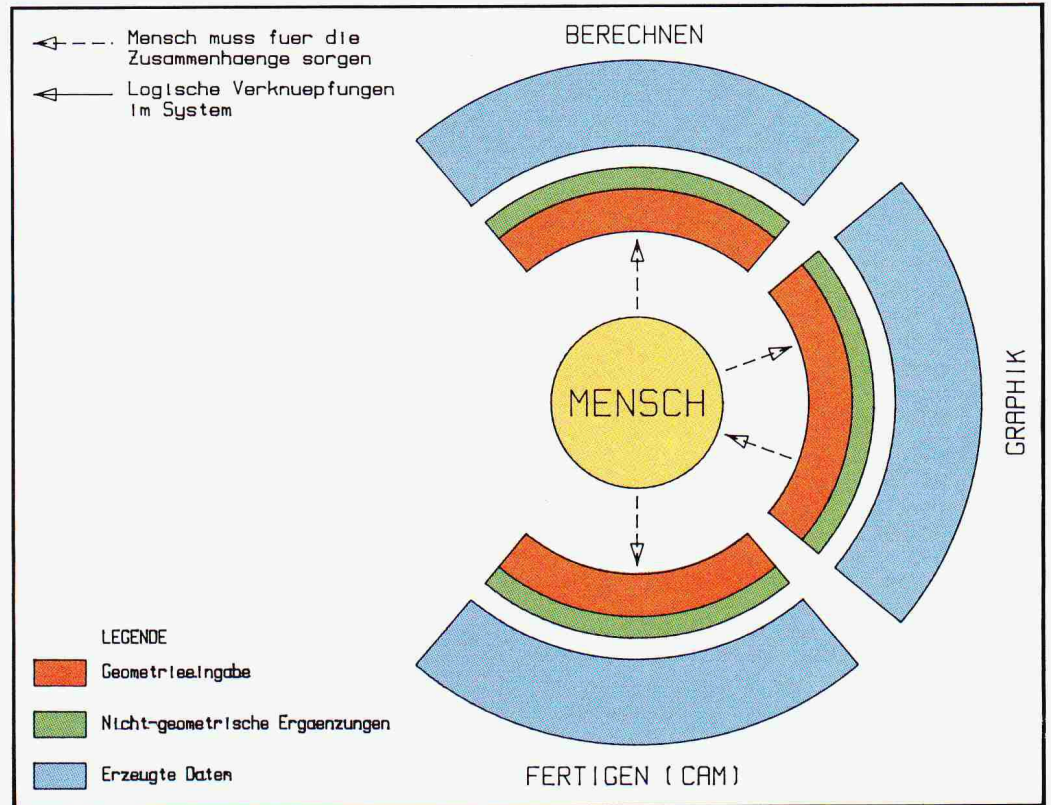 Mensch muss fuer die
Zusammenhaenge sorgen
Logische Verknuepfungen
im System
BERECHNEN
MENSCH
GRAPHIK
LEGENDE
Geometrieeingabe
Nicht-geometrische Ergaenzungen
Erzeugte Daten
FERTIGEN (CAM)